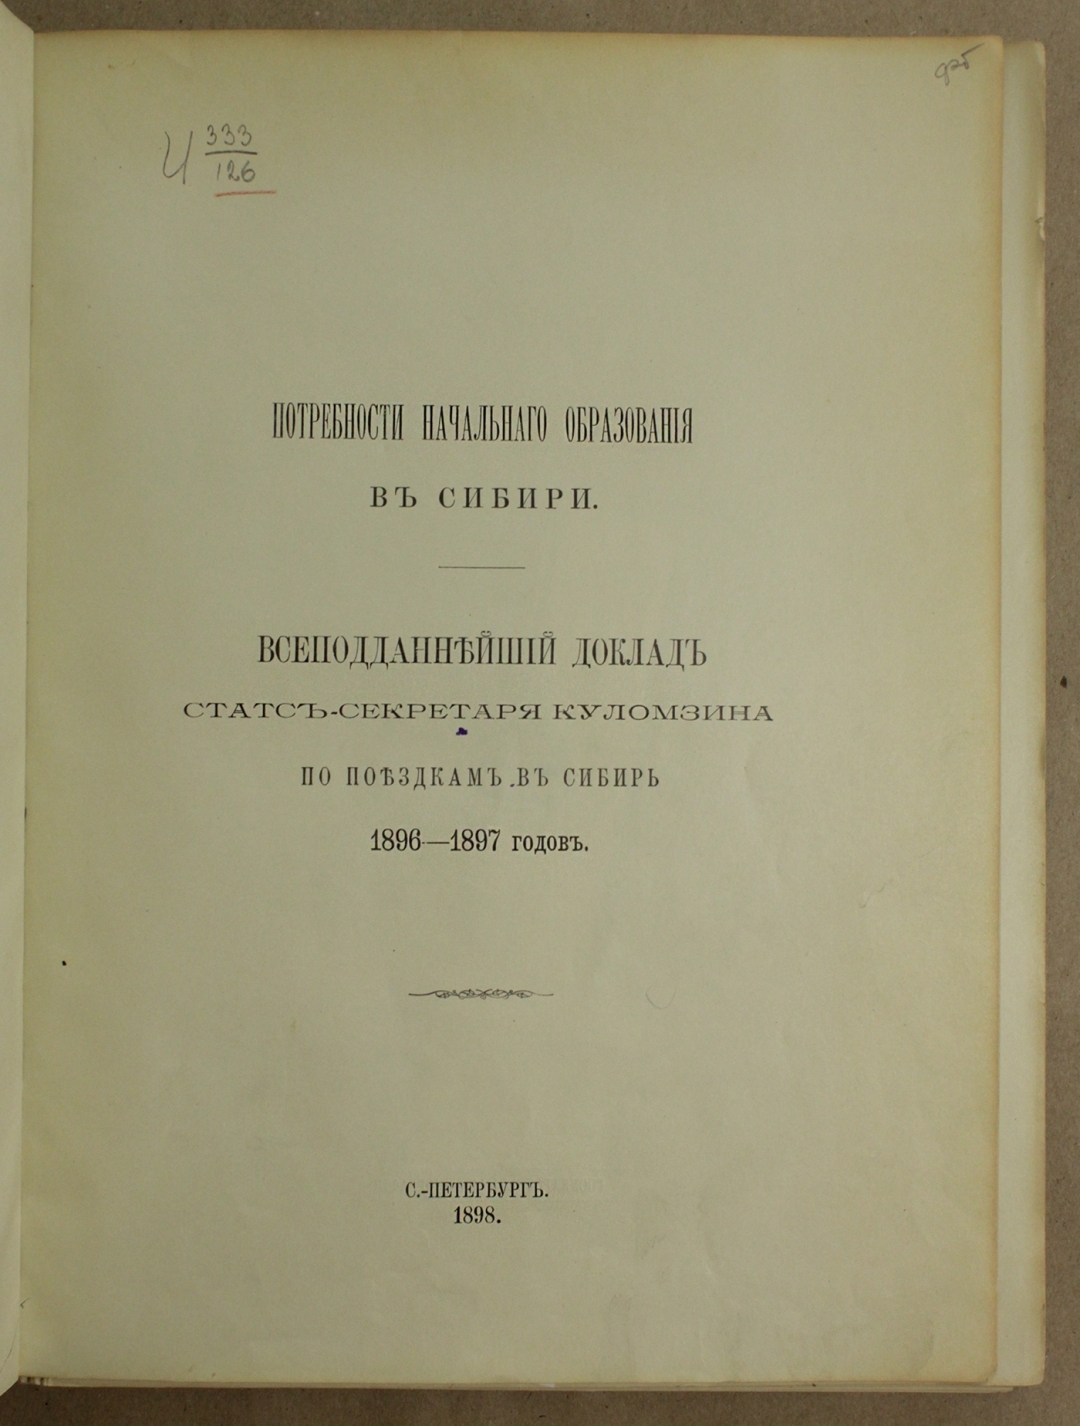 И 333
126
ПОТРЕБНОСТИ НАЧАЛЬНАГО ОБРАЗОВАНІЯ
ВЪ СИБИРИ.
ВСЕПОДДАННѢЙШІЙ ДОКЛАДЪ
СТАТСЪ-СЕКРЕТАРЯ КУЛОМЗИНА
ПО ПОѢЗДКАМЪ ВЪ СИБИРЬ
1896—1897 годовъ.
С.-ПЕТЕРБУРГЪ.
1898.